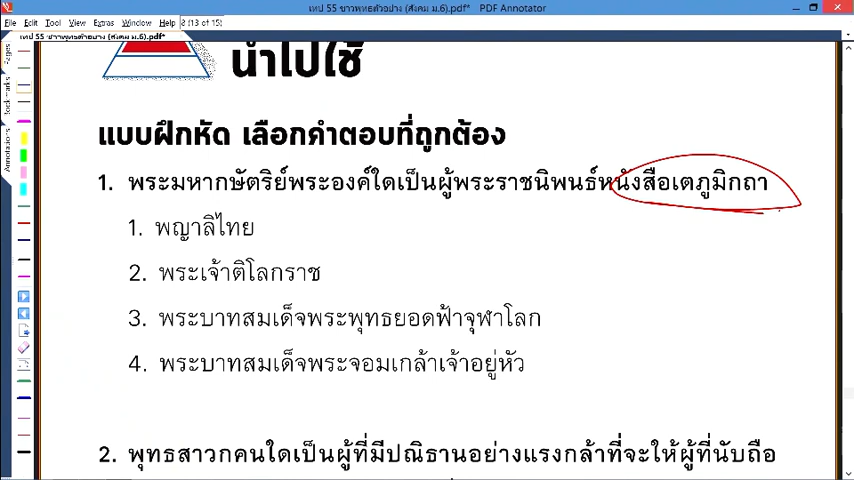 เทป 55 ชาวพุทธตัวอย่าง (สังคม ม.6).pdf* - PDF Annotator
File Edit Tool View Extras Window Help (13 of 15)
เทป 55 ชาวพุทธตัวอย่าง (สังคม ม.6).pdf*
Pages
Bookmarks
Annotations
นำไปใช้
แบบฝึกหัด เลือกคำตอบที่ถูกต้อง
1. พระมหากษัตริย์พระองค์ใดเป็นผู้พระราชนิพนธ์หนังสือเตภูมิกถา
1. พญาลิไทย
2. พระเจ้าติโลกราช
3. พระบาทสมเด็จพระพุทธยอดฟ้าจุฬาโลก
4. พระบาทสมเด็จพระจอมเกล้าเจ้าอยู่หัว
2. พุทธสาวกคนใดเป็นผู้ที่มีปณิธานอย่างแรงกล้าที่จะให้ผู้ที่นับถือ